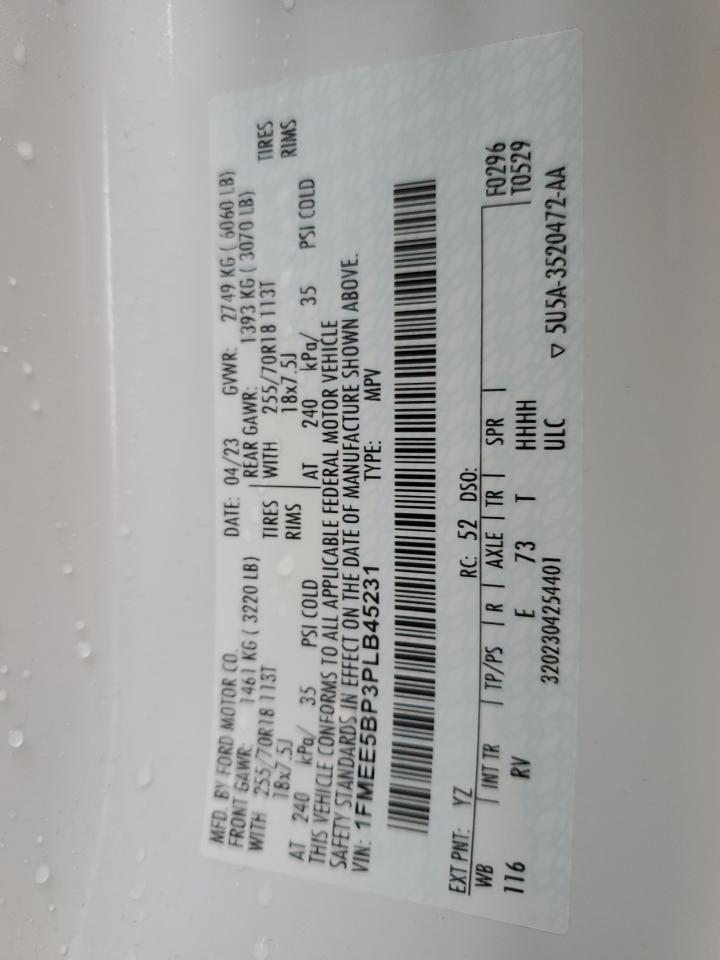 MFD. BY FORD MOTOR CO.
DATE: 04/23 GVWR: 2749 KG ( 6060 LB)
FRONT GAWR: 1461 KG ( 3220 LB) REAR GAWR: 1393 KG ( 3070 LB)
WITH 255/70R18 113T TIRES WITH 255/70R18 113T TIRES
18x7.5J RIMS 18x7.5J RIMS
AT 240 kPa/ 35 PSI COLD AT 240 kPa/ 35 PSI COLD
THIS VEHICLE CONFORMS TO ALL APPLICABLE FEDERAL MOTOR VEHICLE
SAFETY STANDARDS IN EFFECT ON THE DATE OF MANUFACTURE SHOWN ABOVE.
VIN: 1FMEE5BP3PLB45231 TYPE: MPV
EXT PNT: YZ RC: 52 DSO:
WB INT TR TP/PS R AXLE TR SPR F0296
116 RV E 73 T HHHH T0529
3202304254401 ULC ▽ 5U5A-3520472-AA